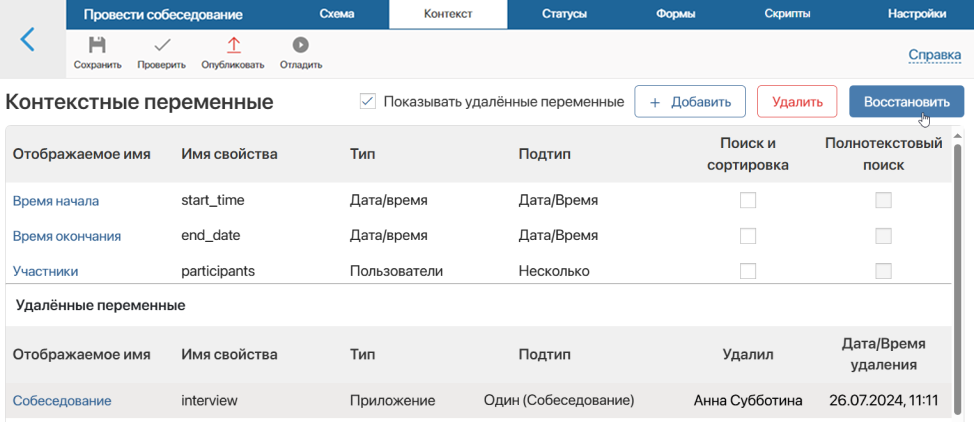 Провести собеседование Схема Контекст Статусы Формы Скрипты Настройки
Сохранить Проверить Опубликовать Отладить Справка
Контекстные переменные Показывать удалённые переменные + Добавить Удалить Восстановить
Отображаемое имя Имя свойства Тип Подтип Поиск и сортировка Полнотекстовый поиск
Время начала start_time Дата/время Дата/Время
Время окончания end_date Дата/время Дата/Время
Участники participants Пользователи Несколько
Удалённые переменные
Отображаемое имя Имя свойства Тип Подтип Удалил Дата/Время удаления
Собеседование interview Приложение Один (Собеседование) Анна Субботина 26.07.2024, 11:11